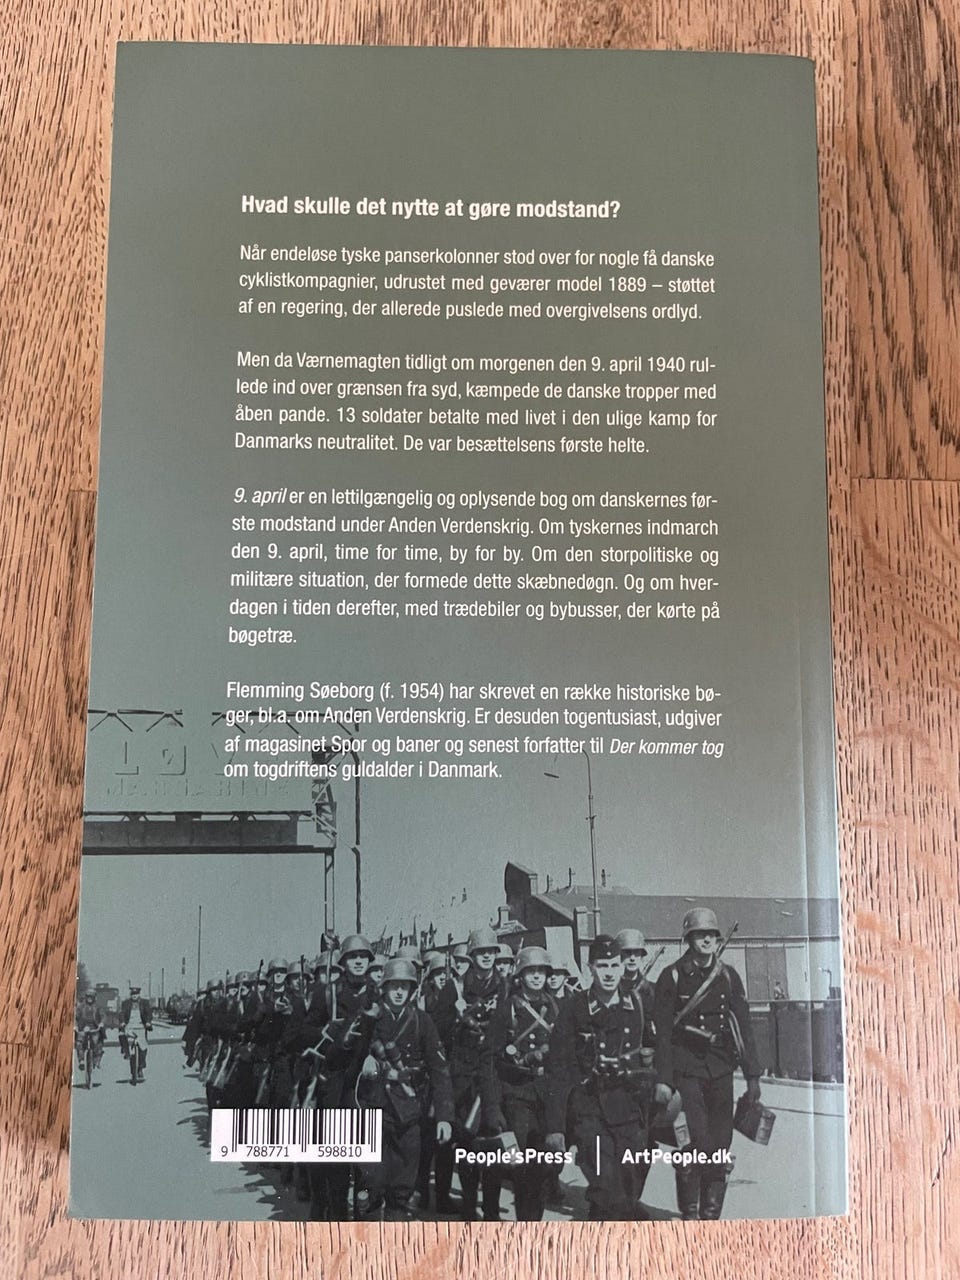 Hvad skulle det nytte at gøre modstand?
Når endeløse tyske panserkolonner stod over for nogle få danske
cyklistkompagnier, udrustet med geværer model 1889 – støttet
af en regering, der allerede puslede med overgivelsens ordlyd.
Men da Værnemagten tidligt om morgenen den 9. april 1940 rul-
lede ind over grænsen fra syd, kæmpede de danske tropper med
åben pande. 13 soldater betalte med livet i den ulige kamp for
Danmarks neutralitet. De var besættelsens første helte.
9. april er en lettilgængelig og oplysende bog om danskernes før-
ste modstand under Anden Verdenskrig. Om tyskernes indmarch
den 9. april, time for time, by for by. Om den storpolitiske og
militære situation, der formede dette skæbnedøgn. Og om hver-
dagen i tiden derefter, med trædebiler og bybusser, der kørte på
bøgetræ.
Flemming Søeborg (f. 1954) har skrevet en række historiske bø-
ger, bl.a. om Anden Verdenskrig. Er desuden togentusiast, udgiver
af magasinet Spor og baner og senest forfatter til Der kommer tog
om togdriftens guldalder i Danmark.
MARGARINE
9 788771 598810
People'sPress | ArtPeople.dk